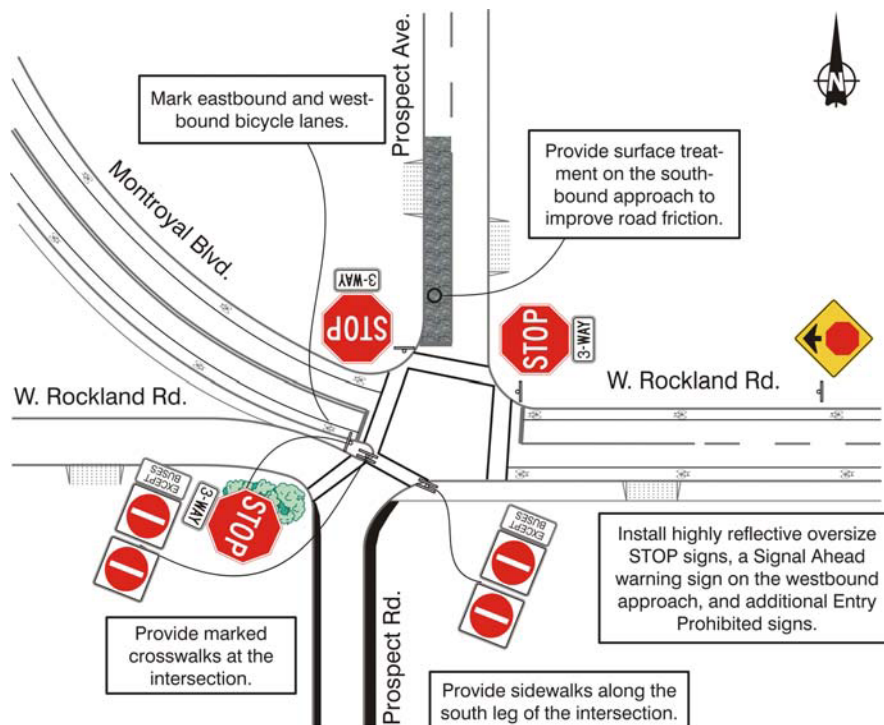 Prospect Ave.
Mark eastbound and west-
bound bicycle lanes.
N
Provide surface treat-
ment on the south-
bound approach to
improve road friction.
Montroyal Blvd.
3-WAY
STOP
STOP
3-WAY
W. Rockland Rd.
W. Rockland Rd.
EXCEPT
BUSES
3-WAY
STOP
EXCEPT
BUSES
Install highly reflective oversize
STOP signs, a Signal Ahead
warning sign on the westbound
approach, and additional Entry
Prohibited signs.
Provide marked
crosswalks at the
intersection.
Prospect Rd.
Provide sidewalks along the
south leg of the intersection.